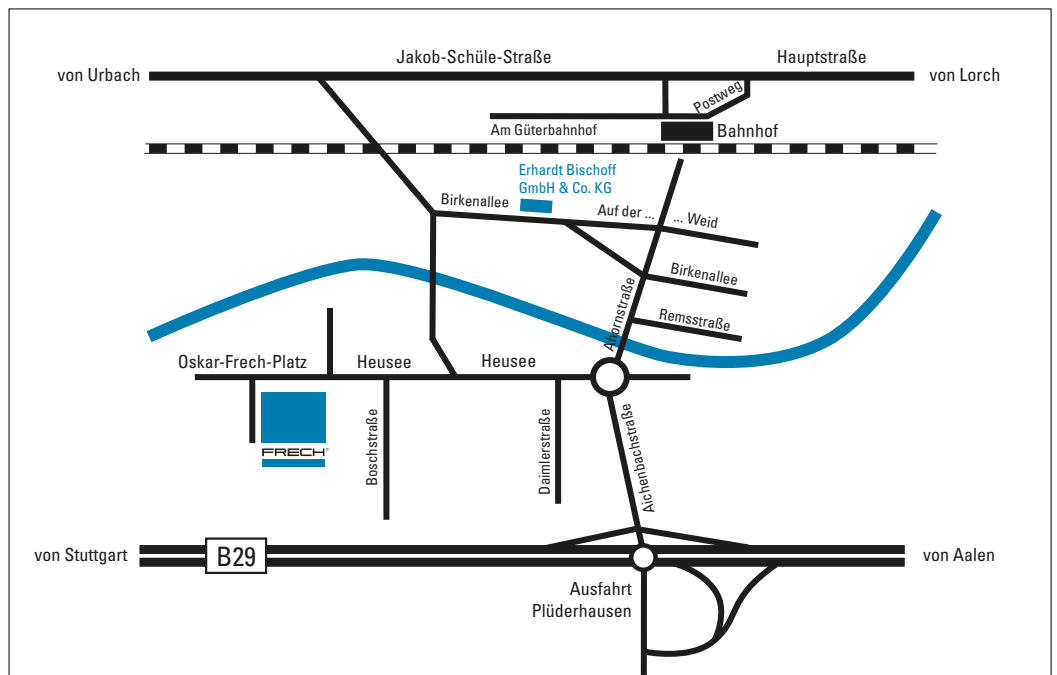 Jakob-Schüle-Straße
Hauptstraße
von Urbach
von Lorch
Postweg
Am Güterbahnhof
Bahnhof
Erhardt Bischoff
GmbH & Co. KG
Birkenallee
Auf der ...
... Weid
Birkenallee
Remsstraße
Ahornstraße
Oskar-Frech-Platz
Heusee
Heusee
FRECH®
Boschstraße
Daimlerstraße
Aichenbachstraße
von Stuttgart
B29
von Aalen
Ausfahrt
Plüderhausen